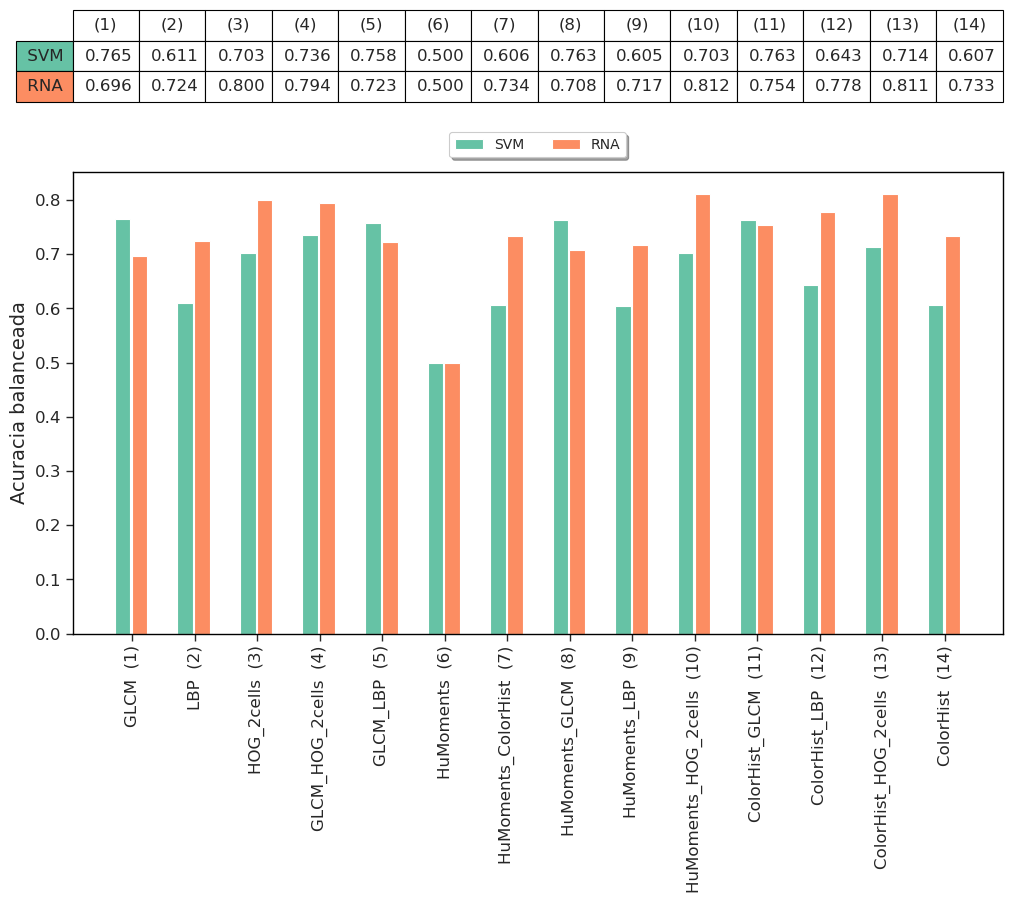 (1) (2) (3) (4) (5) (6) (7) (8) (9) (10) (11) (12) (13) (14)
SVM 0.765 0.611 0.703 0.736 0.758 0.500 0.606 0.763 0.605 0.703 0.763 0.643 0.714 0.607
RNA 0.696 0.724 0.800 0.794 0.723 0.500 0.734 0.708 0.717 0.812 0.754 0.778 0.811 0.733
SVM RNA
Acuracia balanceada
0.8
0.7
0.6
0.5
0.4
0.3
0.2
0.1
0.0
GLCM (1)
LBP (2)
HOG_2cells (3)
GLCM_HOG_2cells (4)
GLCM_LBP (5)
HuMoments (6)
HuMoments_ColorHist (7)
HuMoments_GLCM (8)
HuMoments_LBP (9)
HuMoments_HOG_2cells (10)
ColorHist_GLCM (11)
ColorHist_LBP (12)
ColorHist_HOG_2cells (13)
ColorHist (14)